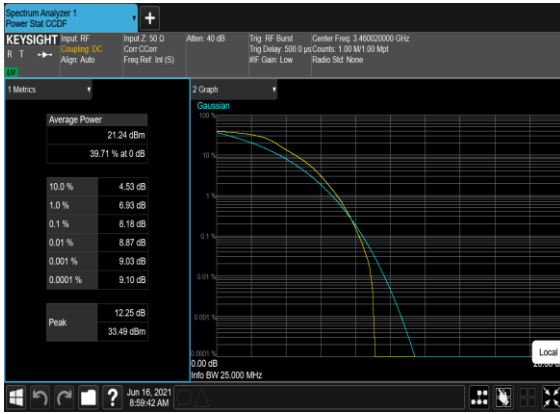 Spectrum Analyzer 1
Power Stat CCDF
KEYSIGHT
R T
LV
Input: RF
Coupling: DC
Align: Auto
Input Z: 50 Ω
Corr CCorr
Freq Ref: Int (S)
Atten: 40 dB
Trig: RF Burst
Trig Delay: 500.0 µs
#IF Gain: Low
Center Freq: 3.460020000 GHz
Counts: 1.00 M/1.00 Mpt
Radio Std: None
1 Metrics
Average Power
21.24 dBm
39.71 % at 0 dB
10.0 % 4.53 dB
1.0 % 6.93 dB
0.1 % 8.18 dB
0.01 % 8.87 dB
0.001 % 9.03 dB
0.0001 % 9.10 dB
Peak
12.25 dB
33.49 dBm
2 Graph
Gaussian
100 %
10 %
1 %
0.1 %
0.01 %
0.001 %
0.0001 %
0.00 dB
Info BW 25.000 MHz
Local
?
Jun 16, 2021
8:59:42 AM